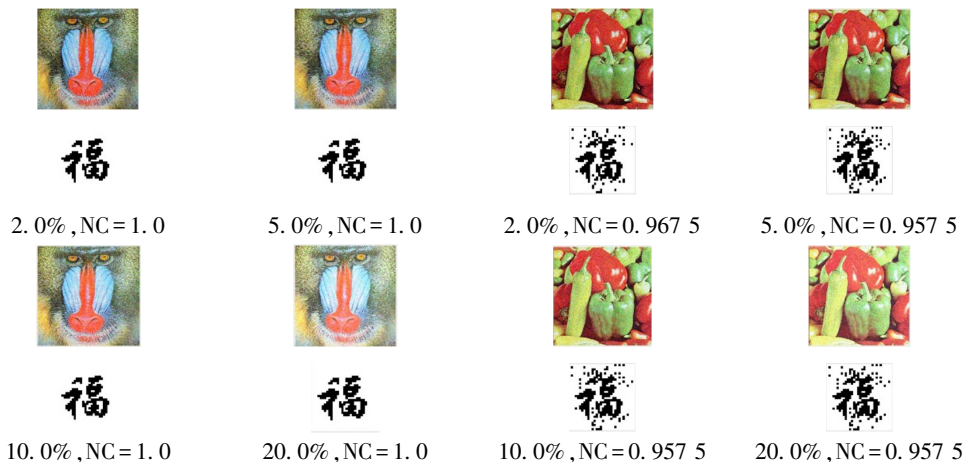 福 福 福 福
2. 0% ,NC = 1. 0 5. 0% ,NC = 1. 0 2. 0% ,NC = 0. 967 5 5. 0% ,NC = 0. 957 5
福 福 福 福
10. 0% ,NC = 1. 0 20. 0% ,NC = 1. 0 10. 0% ,NC = 0. 957 5 20. 0% ,NC = 0. 957 5